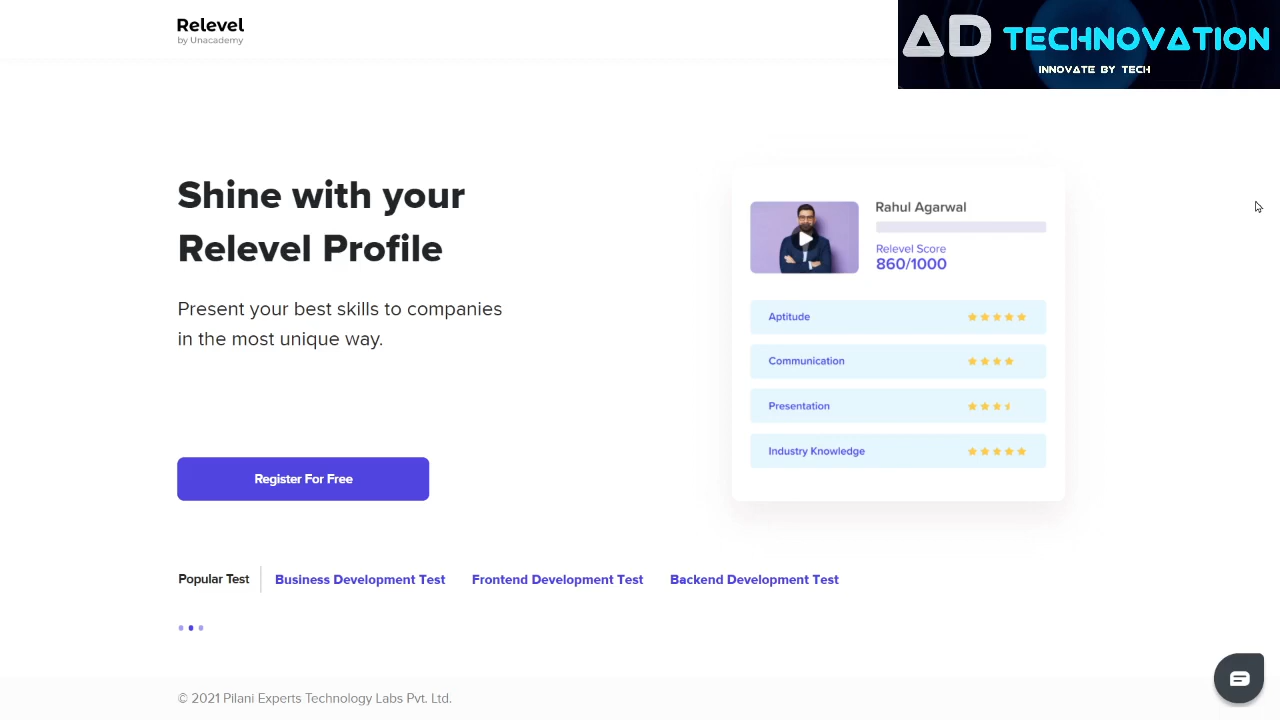 Relevel
by Unacademy
AD TECHNOVATION
INNOVATE BY TECH
Shine with your
Relevel Profile
Present your best skills to companies
in the most unique way.
Register For Free
Rahul Agarwal
Relevel Score
860/1000
Aptitude
Communication
Presentation
Industry Knowledge
Popular Test
Business Development Test
Frontend Development Test
Backend Development Test
© 2021 Pilani Experts Technology Labs Pvt. Ltd.